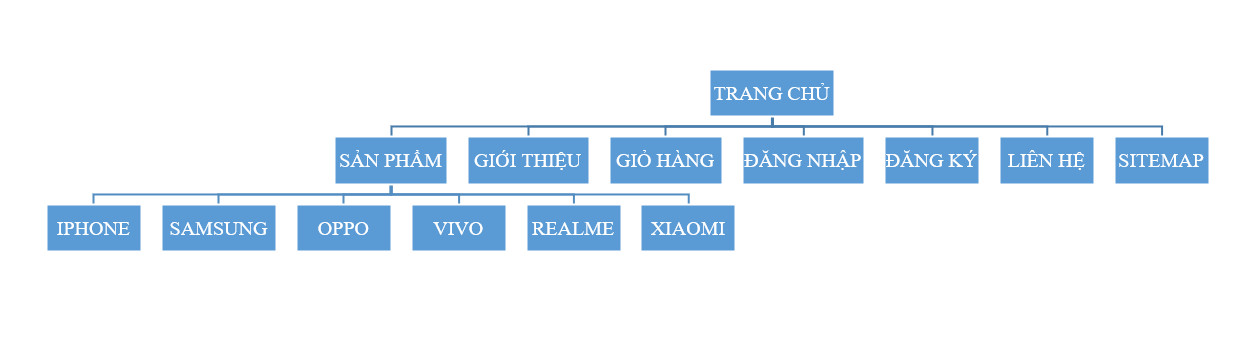 TRANG CHỦ
SẢN PHẨM
GIỚI THIỆU
GIỎ HÀNG
ĐĂNG NHẬP
ĐĂNG KÝ
LIÊN HỆ
SITEMAP
IPHONE
SAMSUNG
OPPO
VIVO
REALME
XIAOMI